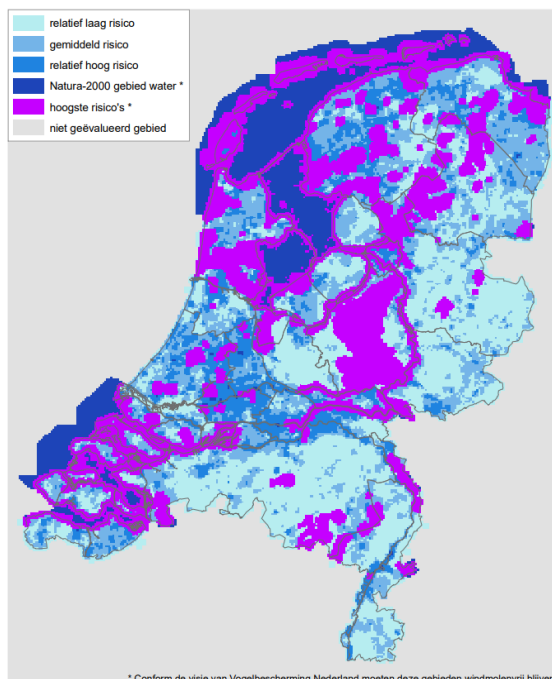 relatief laag risico
gemiddeld risico
relatief hoog risico
Natura-2000 gebied water *
hoogste risico's *
niet geëvalueerd gebied
* Conform de visie van Vogelbescherming Nederland moeten deze gebieden windmolenvrij blijven